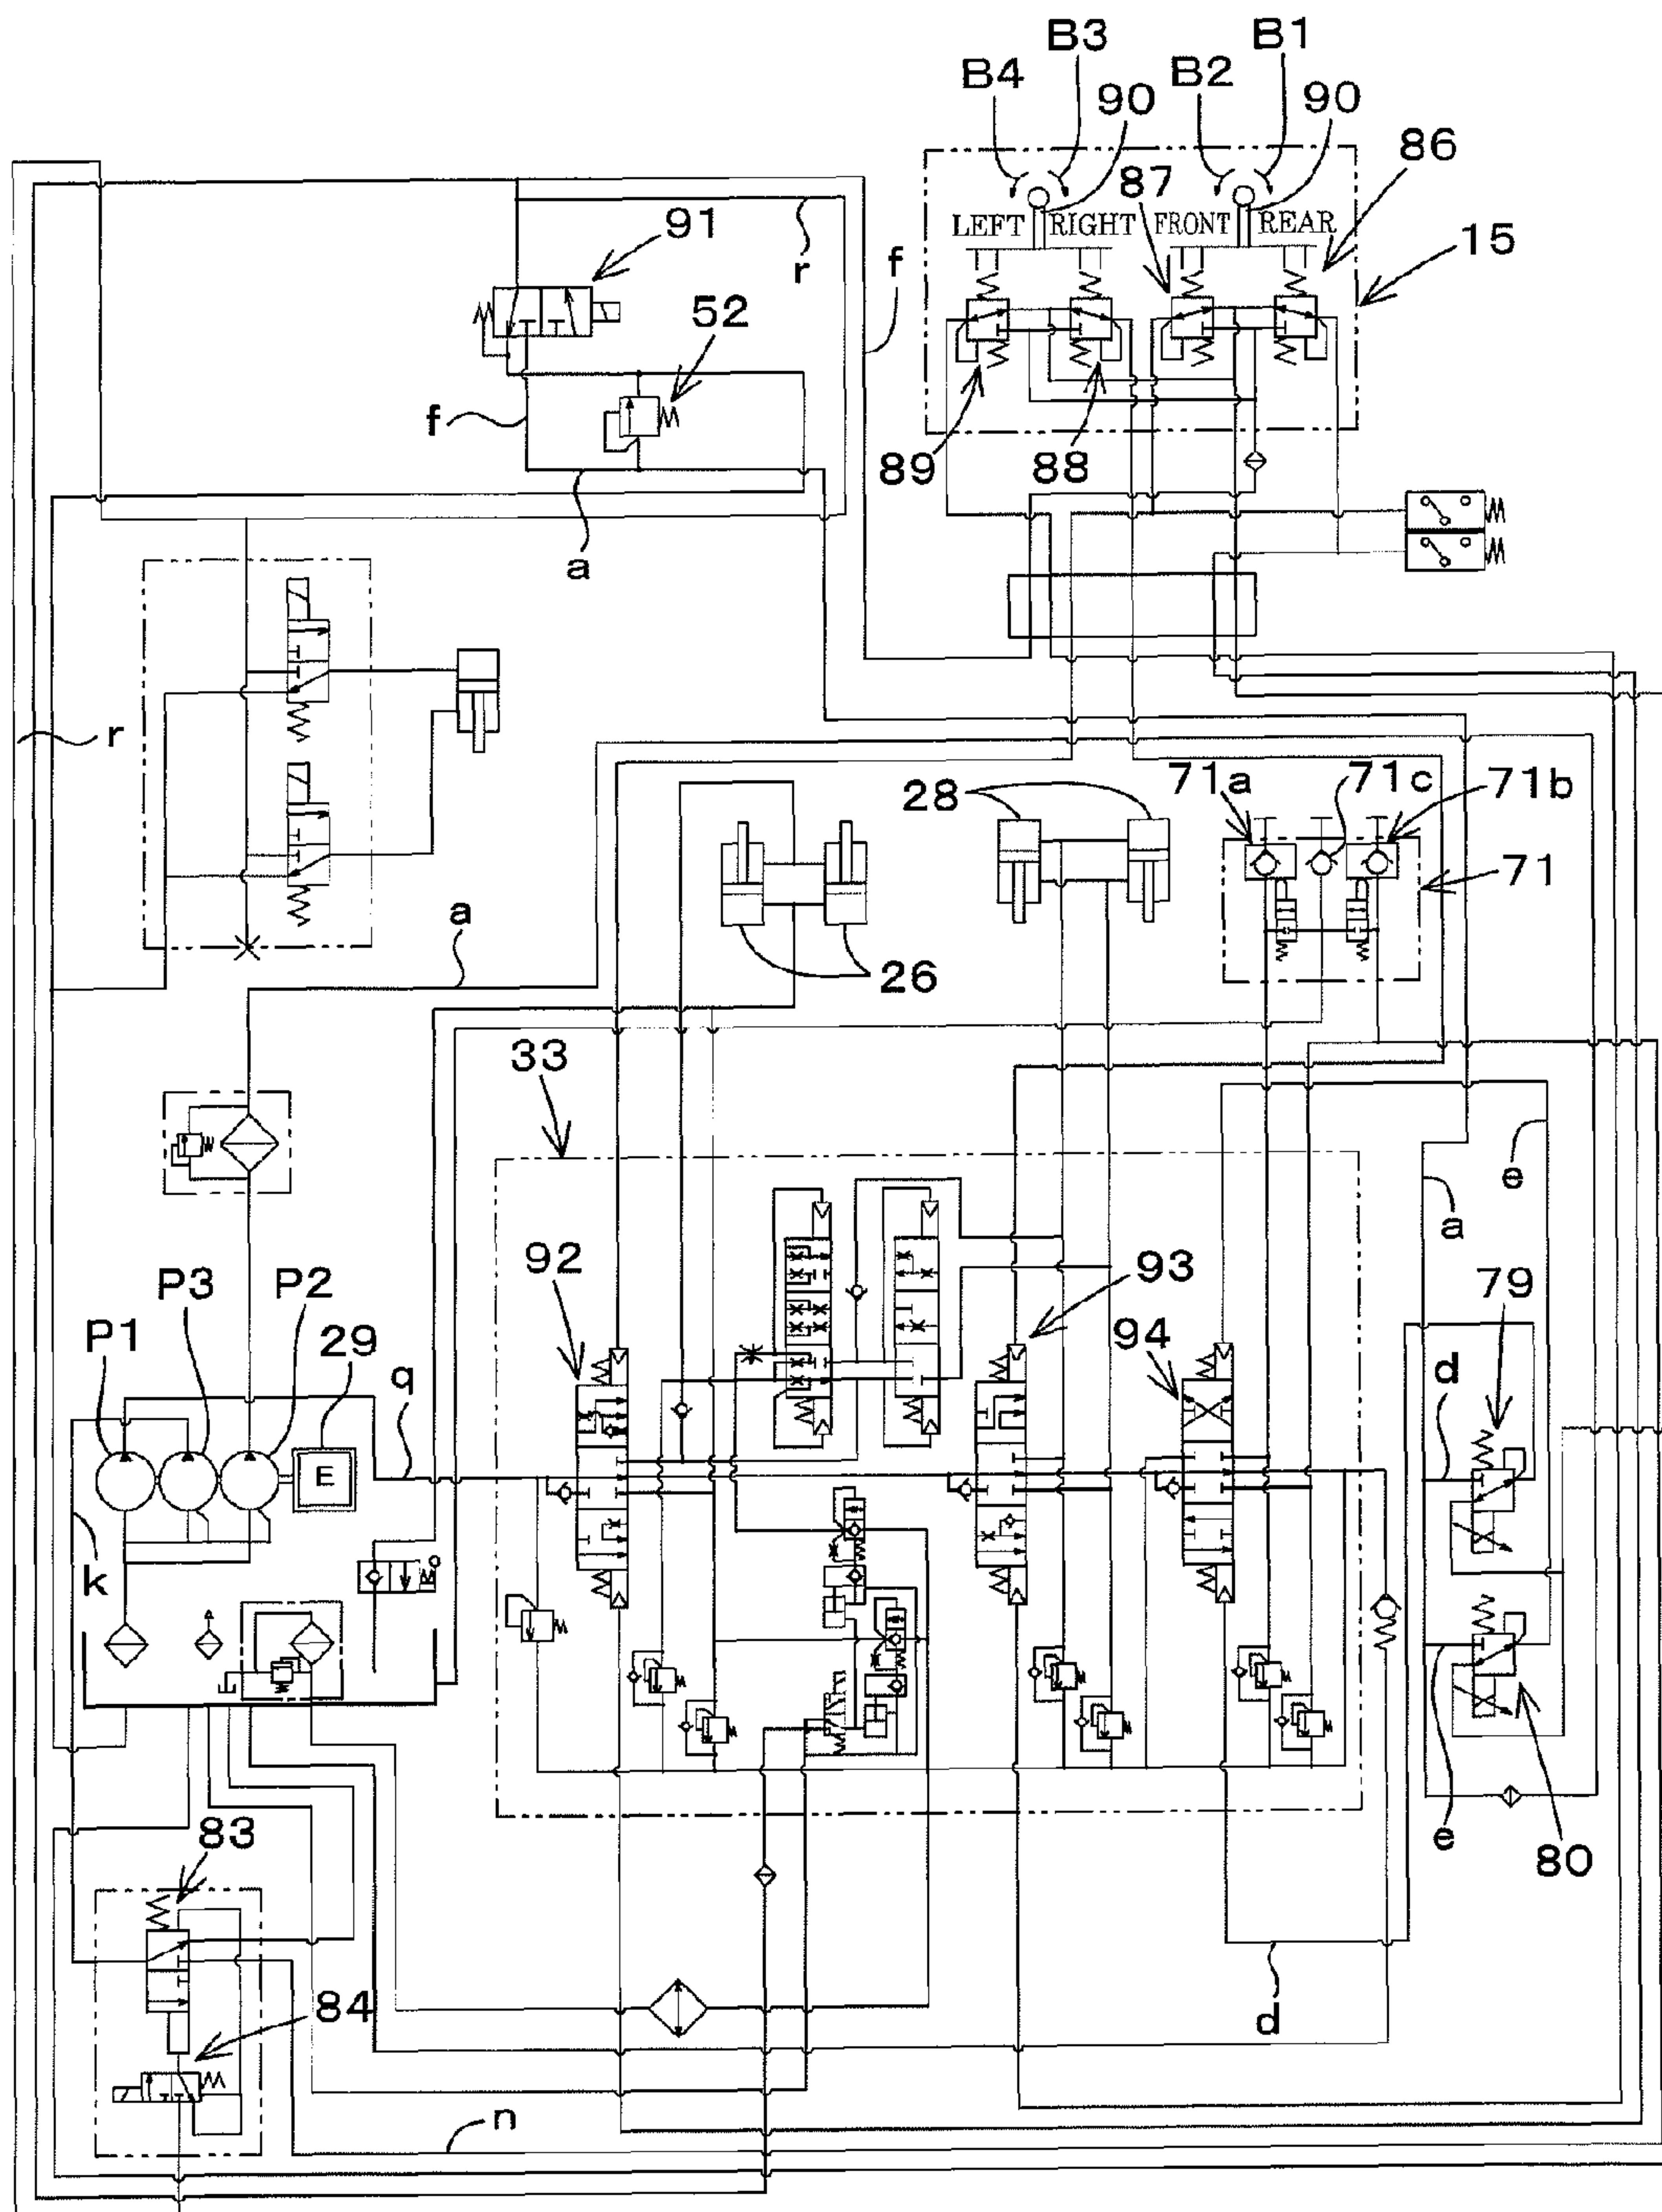 B3
B1
B4
B2
90
90
86
87
LEFT RIGHT FRONT REAR
15
91
r
f
52
f
89
88
a
a
r
71a
71c
71b
28
71
a
26
33
e
a
92
93
79
P1
P3
P2
29
94
q
d
E
k
e
80
83
84
d
n